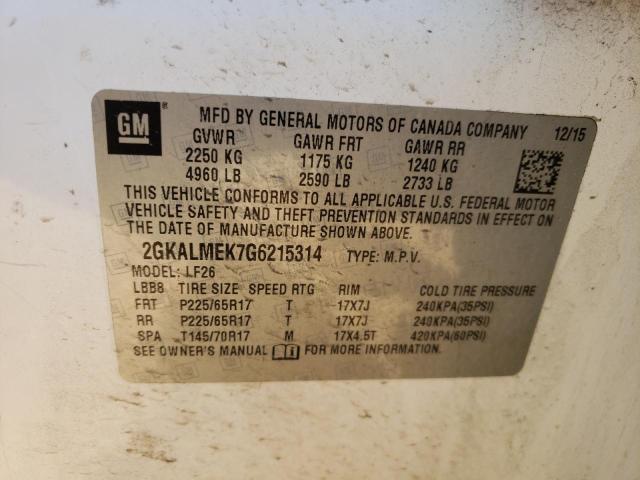 GM ® MFD BY GENERAL MOTORS OF CANADA COMPANY 12/15
GVWR GAWR FRT GAWR RR
2250 KG 1175 KG 1240 KG
4960 LB 2590 LB 2733 LB
THIS VEHICLE CONFORMS TO ALL APPLICABLE U.S. FEDERAL MOTOR
VEHICLE SAFETY AND THEFT PREVENTION STANDARDS IN EFFECT ON
THE DATE OF MANUFACTURE SHOWN ABOVE.
2GKALMEK7G6215314 TYPE: M.P.V.
MODEL: LF26
LBB8 TIRE SIZE SPEED RTG RIM COLD TIRE PRESSURE
FRT P225/65R17 T 17X7J 240KPA(35PSI)
RR P225/65R17 T 17X7J 240KPA(35PSI)
SPA T145/70R17 M 17X4.5T 420KPA(60PSI)
SEE OWNER'S MANUAL FOR MORE INFORMATION.